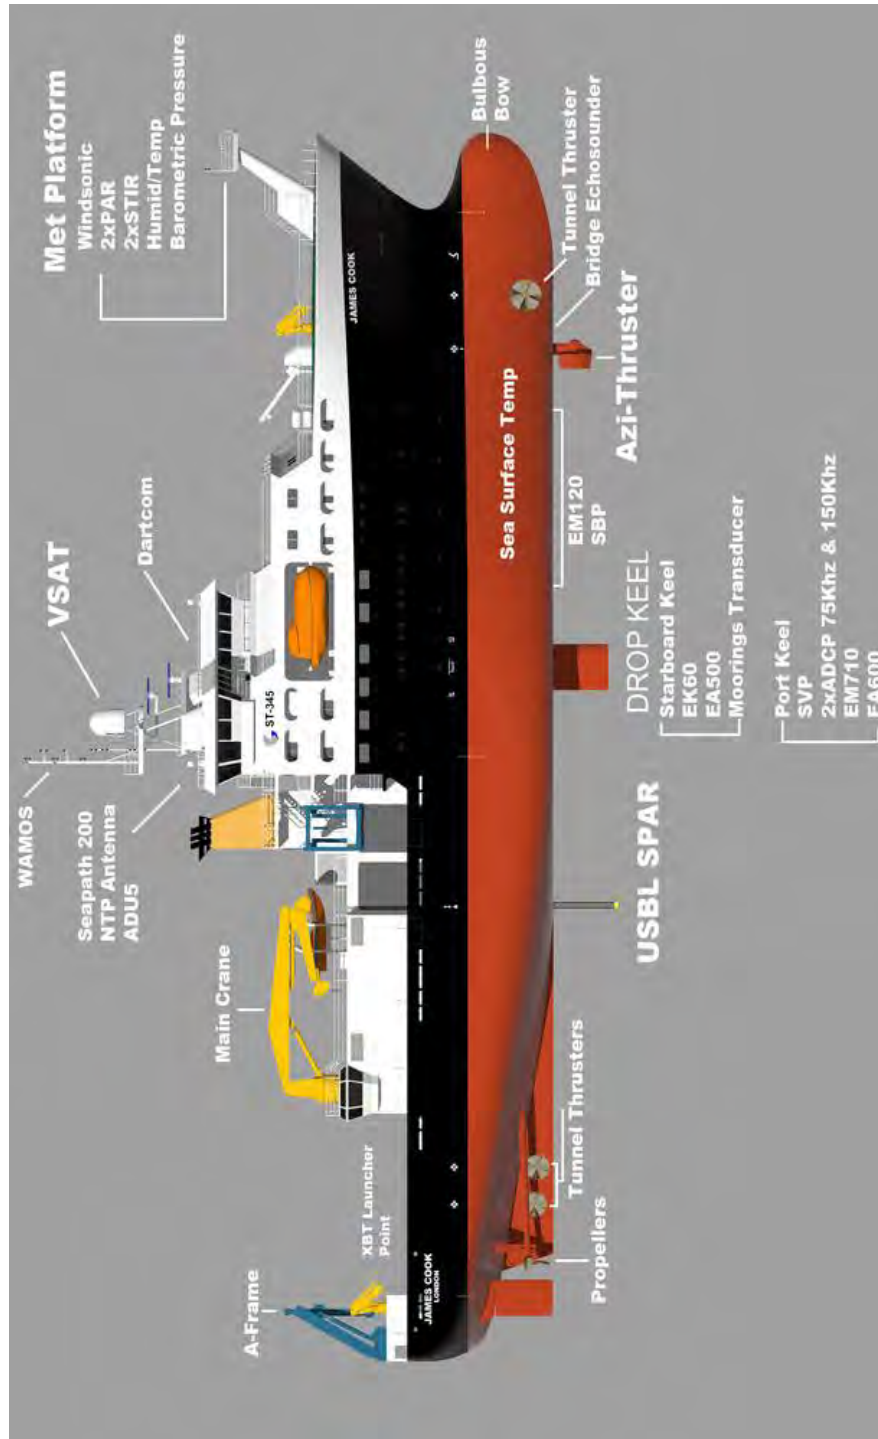 Met Platform
Windsonic
2xPAR
2xSTIR
Humid/Temp
Barometric Pressure
VSAT
Dartcom
WAMOS
Seapath 200
NTP Antenna
ADU5
Main Crane
A-Frame
XBT Launcher
Point
JAMES COOK
LONDON
ST-345
JAMES COOK
Bulbous
Bow
Tunnel Thruster
Bridge Echosounder
Azi-Thruster
Sea Surface Temp
EM120
SBP
DROP KEEL
Starboard Keel
EK60
EA500
Moorings Transducer
Port Keel
SVP
2xADCP 75Khz & 150Khz
EM710
EA600
USBL SPAR
Tunnel Thrusters
Propellers